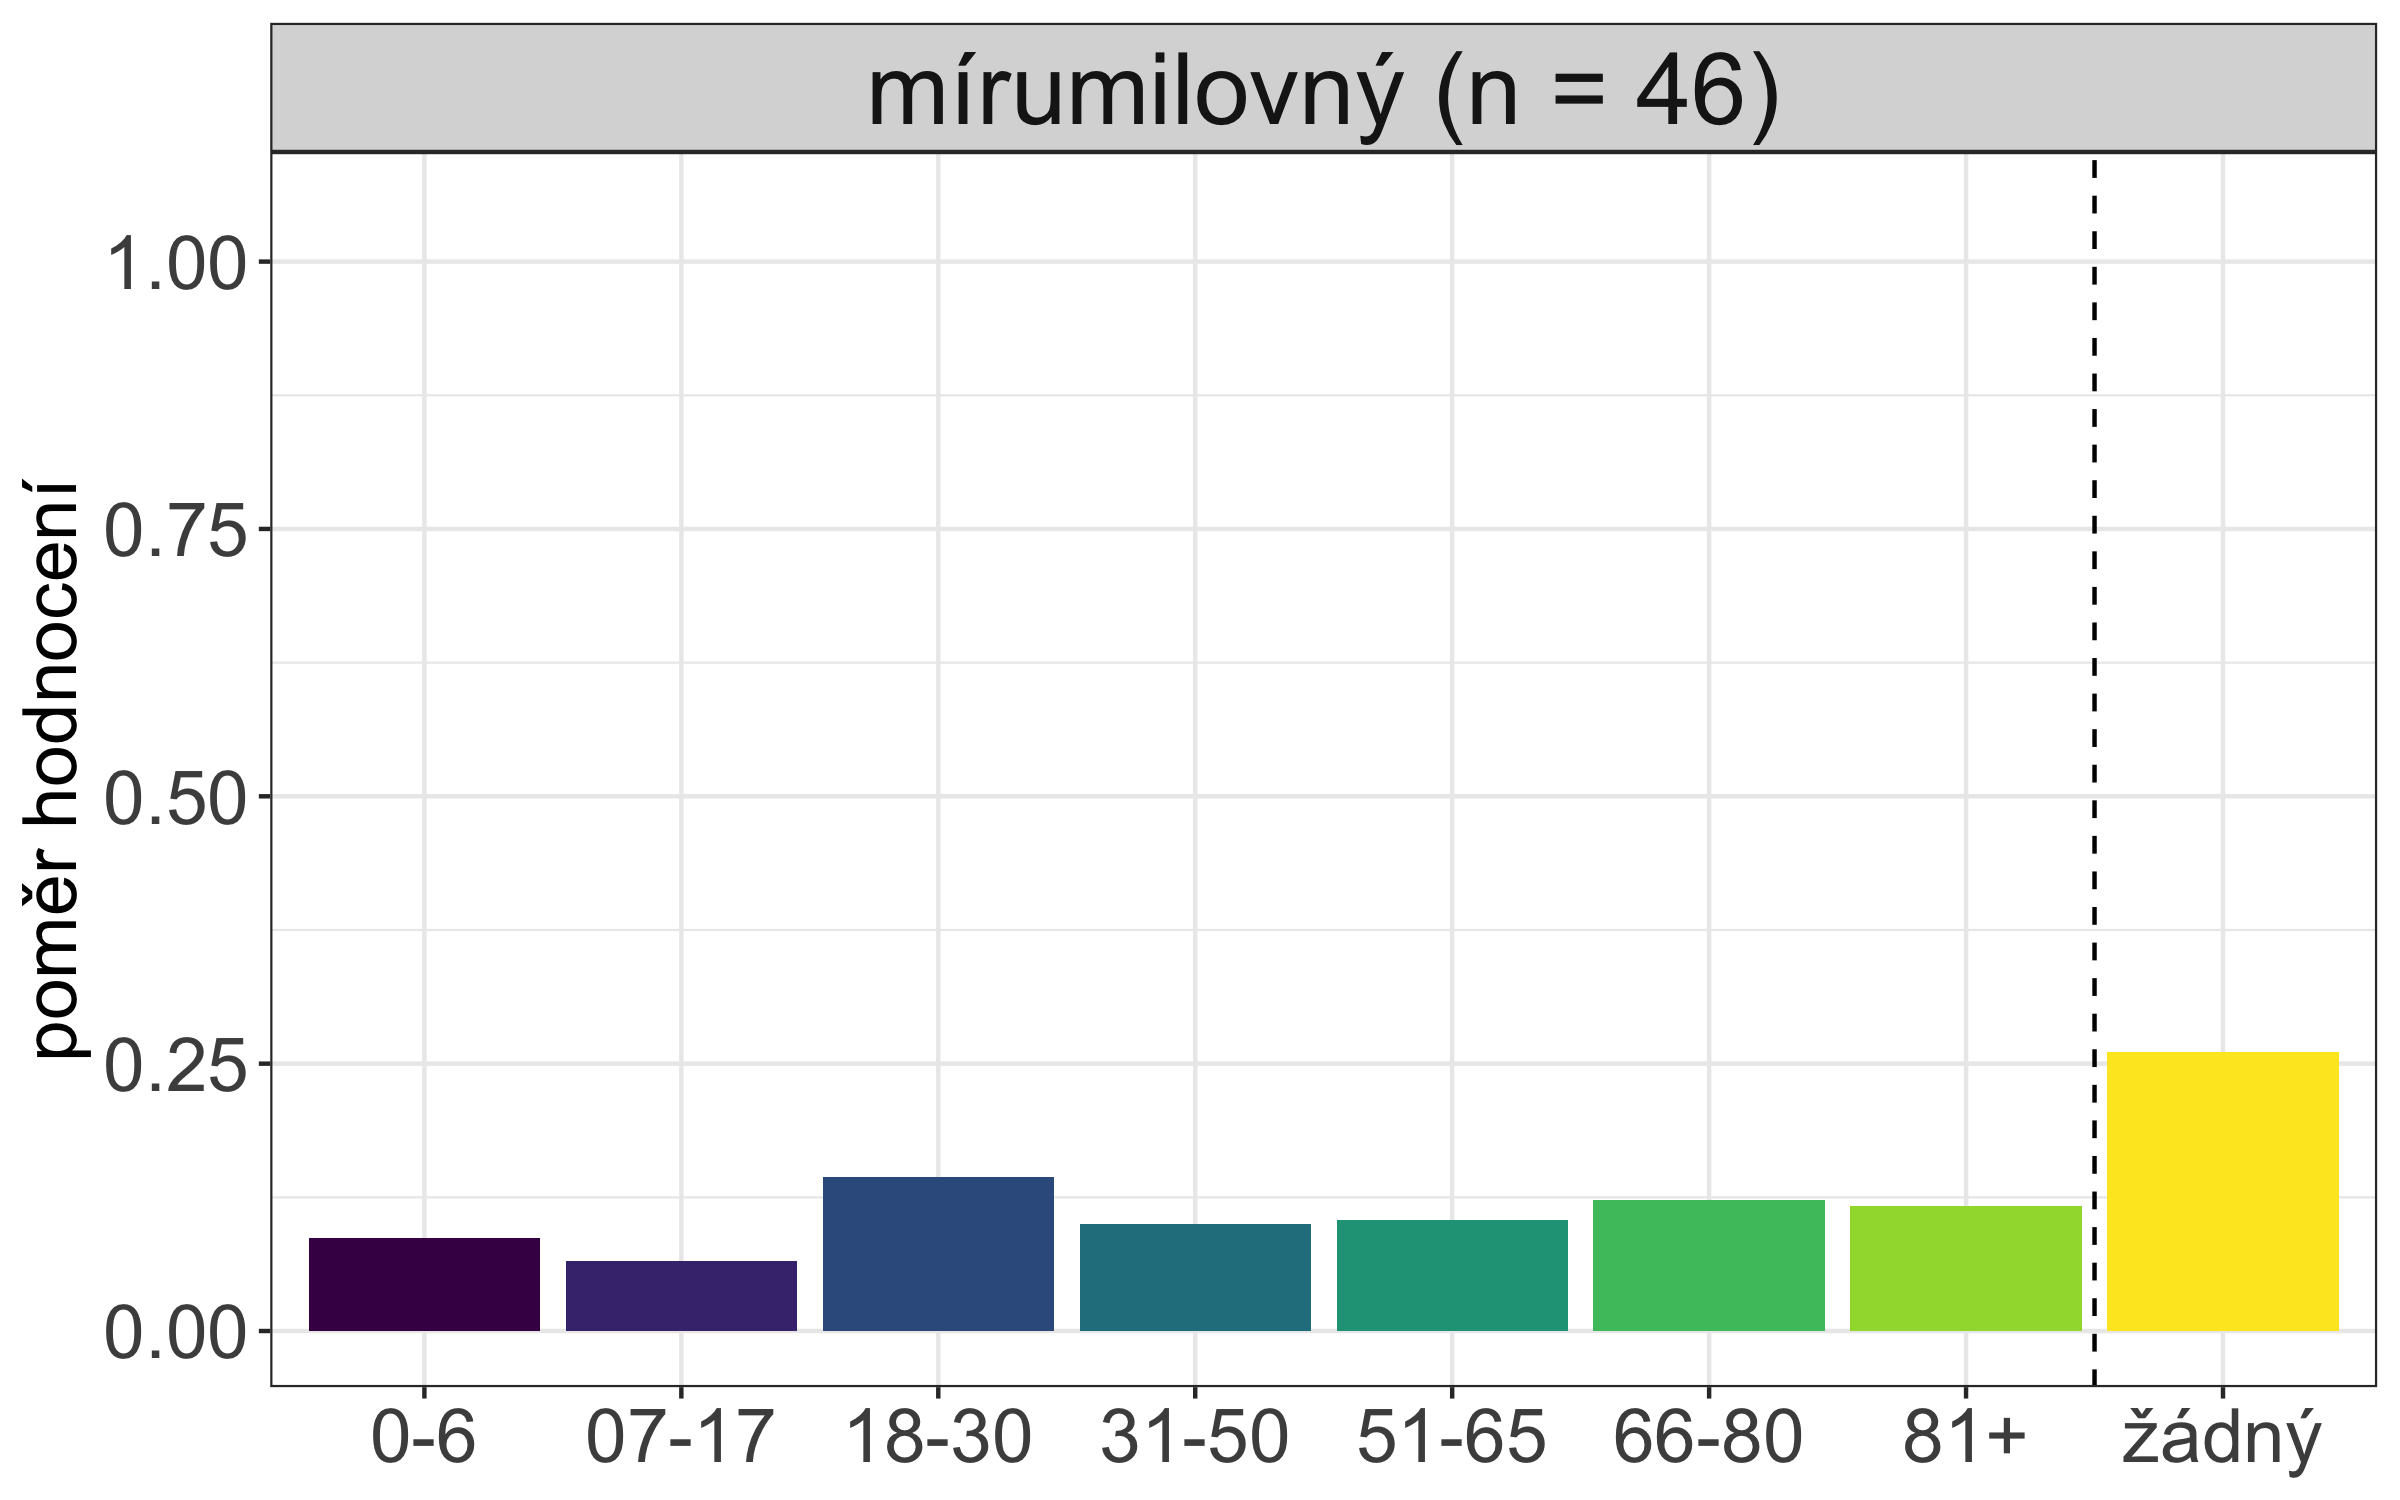 mírumilovný (n = 46)
poměr hodnocení
1.00
0.75
0.50
0.25
0.00
0-6 07-17 18-30 31-50 51-65 66-80 81+ žádný